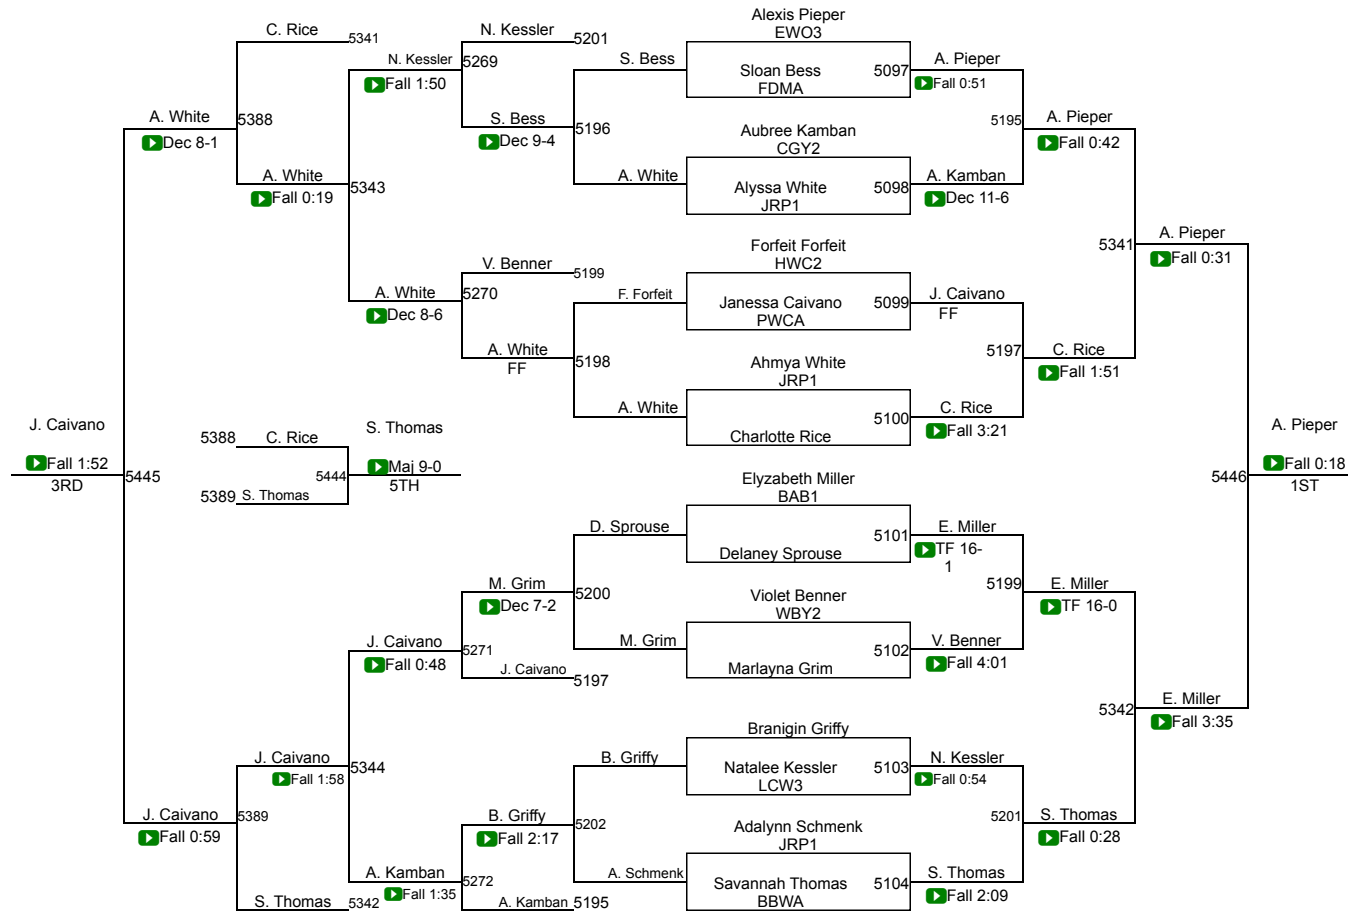 Alexis Pieper
C. Rice
N. Kessler
EWO3
5341
5201
N. Kessler
5269
S. Bess
Sloan Bess
5097
A. Pieper
Fall 1:50
FDMA
Fall 0:51
A. White
5388
S. Bess
5196
Aubree Kamban
5195
A. Pieper
Dec 8-1
Dec 9-4
CGY2
Fall 0:42
A. White
5343
A. White
Alyssa White
5098
A. Kamban
Fall 0:19
JRP1
Dec 11-6
Forfeit Forfeit
5341
A. Pieper
V. Benner
5199
HWC2
Fall 0:31
A. White
5270
F. Forfeit
Janessa Caivano
5099
J. Caivano
Dec 8-6
PWCA
FF
A. White
5198
Ahmya White
5197
C. Rice
FF
JRP1
Fall 1:51
A. White
5100
C. Rice
J. Caivano
5388
C. Rice
S. Thomas
Charlotte Rice
Fall 3:21
A. Pieper
Fall 1:52
5445
5444
Maj 9-0
Elyzabeth Miller
5446
Fall 0:18
3RD
5389
S. Thomas
5TH
BAB1
1ST
D. Sprouse
5101
E. Miller
Delaney Sprouse
TF 16-
1
M. Grim
5200
Violet Benner
5199
E. Miller
Dec 7-2
WBY2
TF 16-0
J. Caivano
5271
M. Grim
5102
V. Benner
Fall 0:48
J. Caivano
5197
Marlayna Grim
Fall 4:01
5342
E. Miller
Branigin Griffy
Fall 3:35
J. Caivano
5344
B. Griffy
Natalee Kessler
5103
N. Kessler
Fall 1:58
LCW3
Fall 0:54
J. Caivano
5389
B. Griffy
5202
Adalynn Schmenk
5201
S. Thomas
Fall 0:59
Fall 2:17
JRP1
Fall 0:28
A. Kamban
5272
A. Schmenk
Savannah Thomas
5104
S. Thomas
Fall 1:35
BBWA
Fall 2:09
S. Thomas
5342
A. Kamban
5195